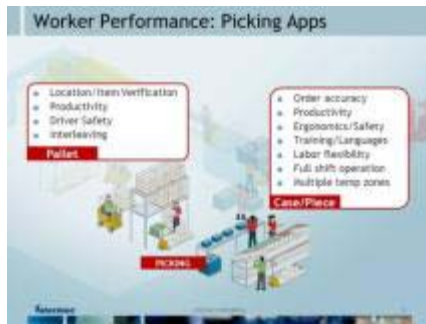 Worker Performance: Picking Apps
Location/Item Verification
Productivity
Driver Safety
Interleaving
Pallet
Order accuracy
Productivity
Ergonomics/Safety
Training/Languages
Labor flexibility
Full shift operation
Multiple temp zones
Case/Piece
PICKING
Intermec